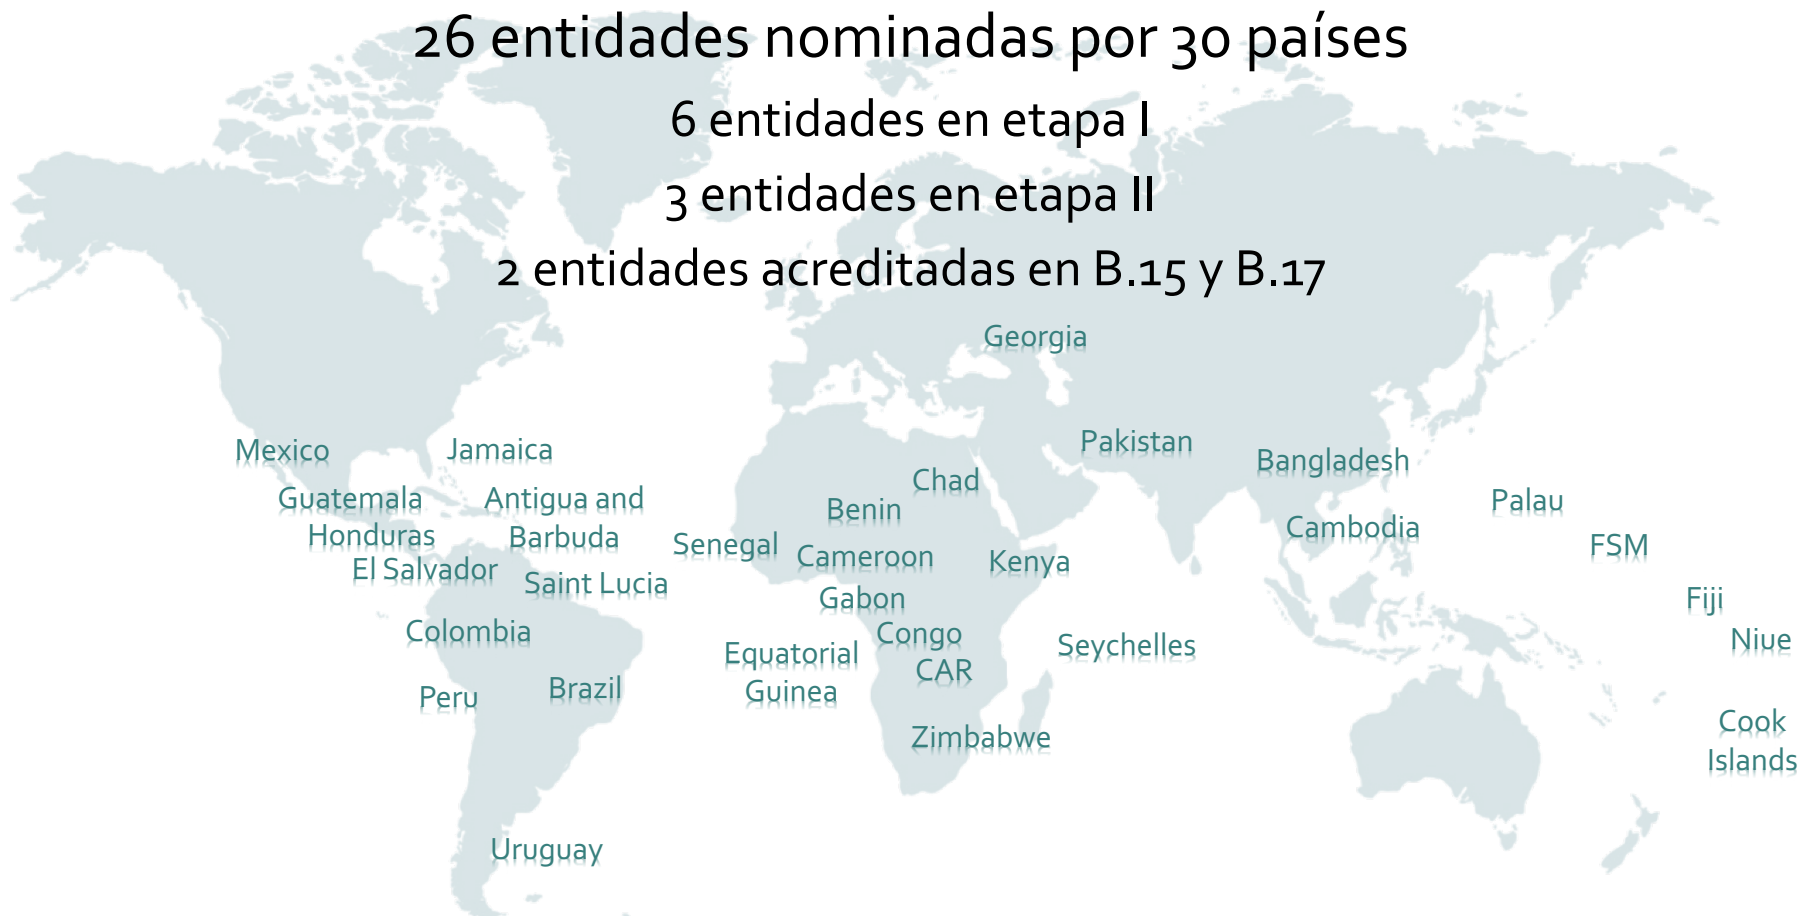 26 entidades nominadas por 30 países
6 entidades en etapa I
3 entidades en etapa II
2 entidades acreditadas en B.15 y B.17
Georgia
Mexico
Jamaica
Guatemala
Antigua and
Barbuda
Honduras
El Salvador
Saint Lucia
Colombia
Peru
Brazil
Uruguay
Senegal
Chad
Benin
Cameroon
Kenya
Gabon
Congo
CAR
Equatorial
Guinea
Seychelles
Zimbabwe
Pakistan
Bangladesh
Cambodia
Palau
FSM
Fiji
Niue
Cook
Islands